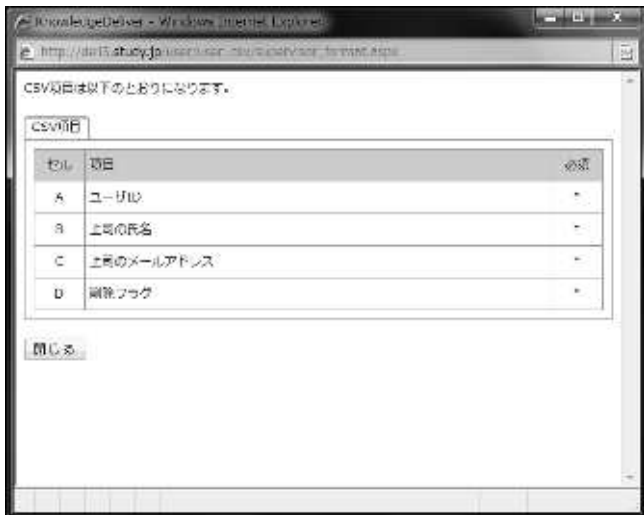 KnowledgeDeliver - Windows Internet Explorer
CSV項目は以下のとおりになります。
CSV項目
セル 項目 必須
A ユーザID *
B 上司の氏名 *
C 上司のメールアドレス *
D 削除フラグ *
閉じる